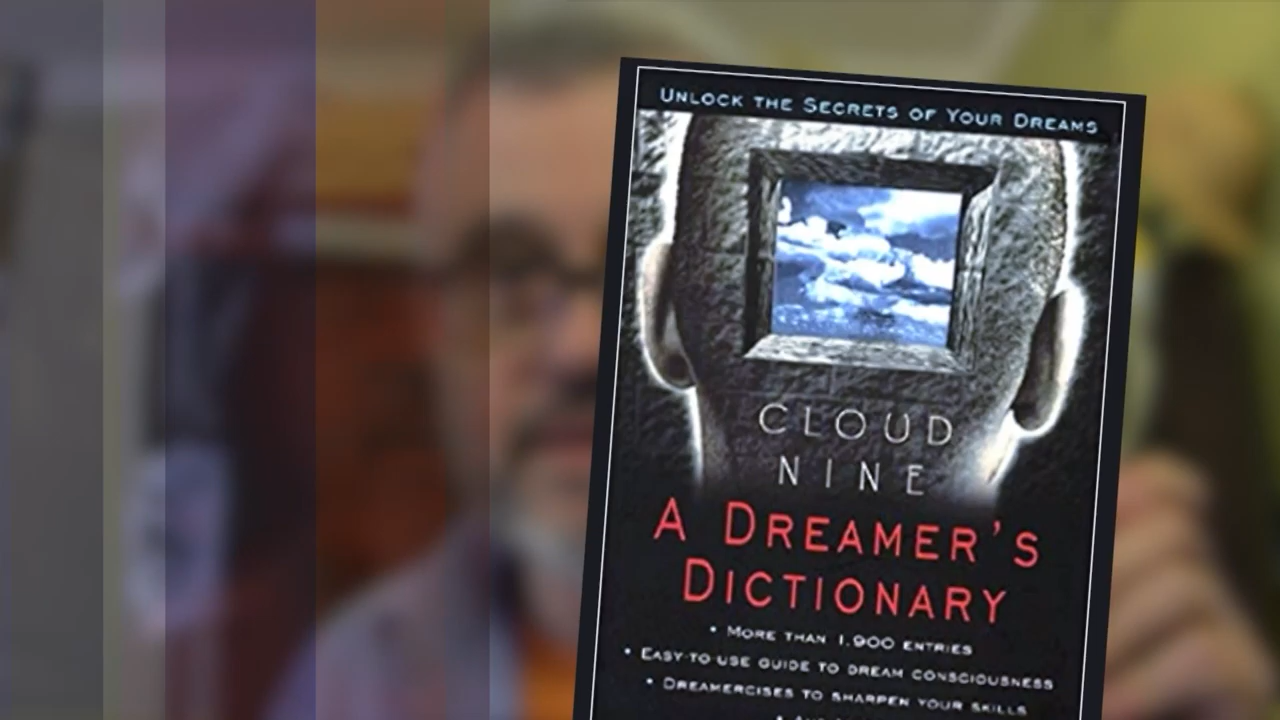 UNLOCK THE SECRETS OF YOUR DREAMS
CLOUD
NINE
A DREAMER'S
DICTIONARY
• MORE THAN 1,900 ENTRIES
• EASY-TO-USE GUIDE TO DREAM CONSCIOUSNESS
• DREAMERCISES TO SHARPEN YOUR SKILLS